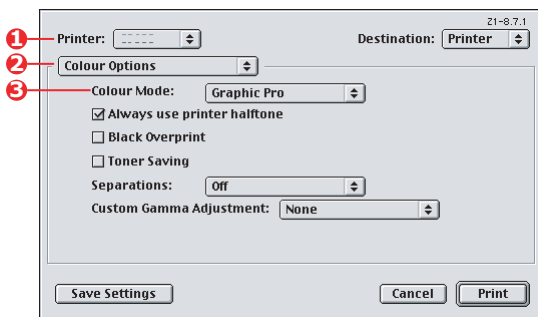 Z1-8.7.1
1 Printer: Destination: Printer
2 Colour Options
3 Colour Mode: Graphic Pro
Always use printer halftone
Black Overprint
Toner Saving
Separations: Off
Custom Gamma Adjustment: None
Save Settings Cancel Print